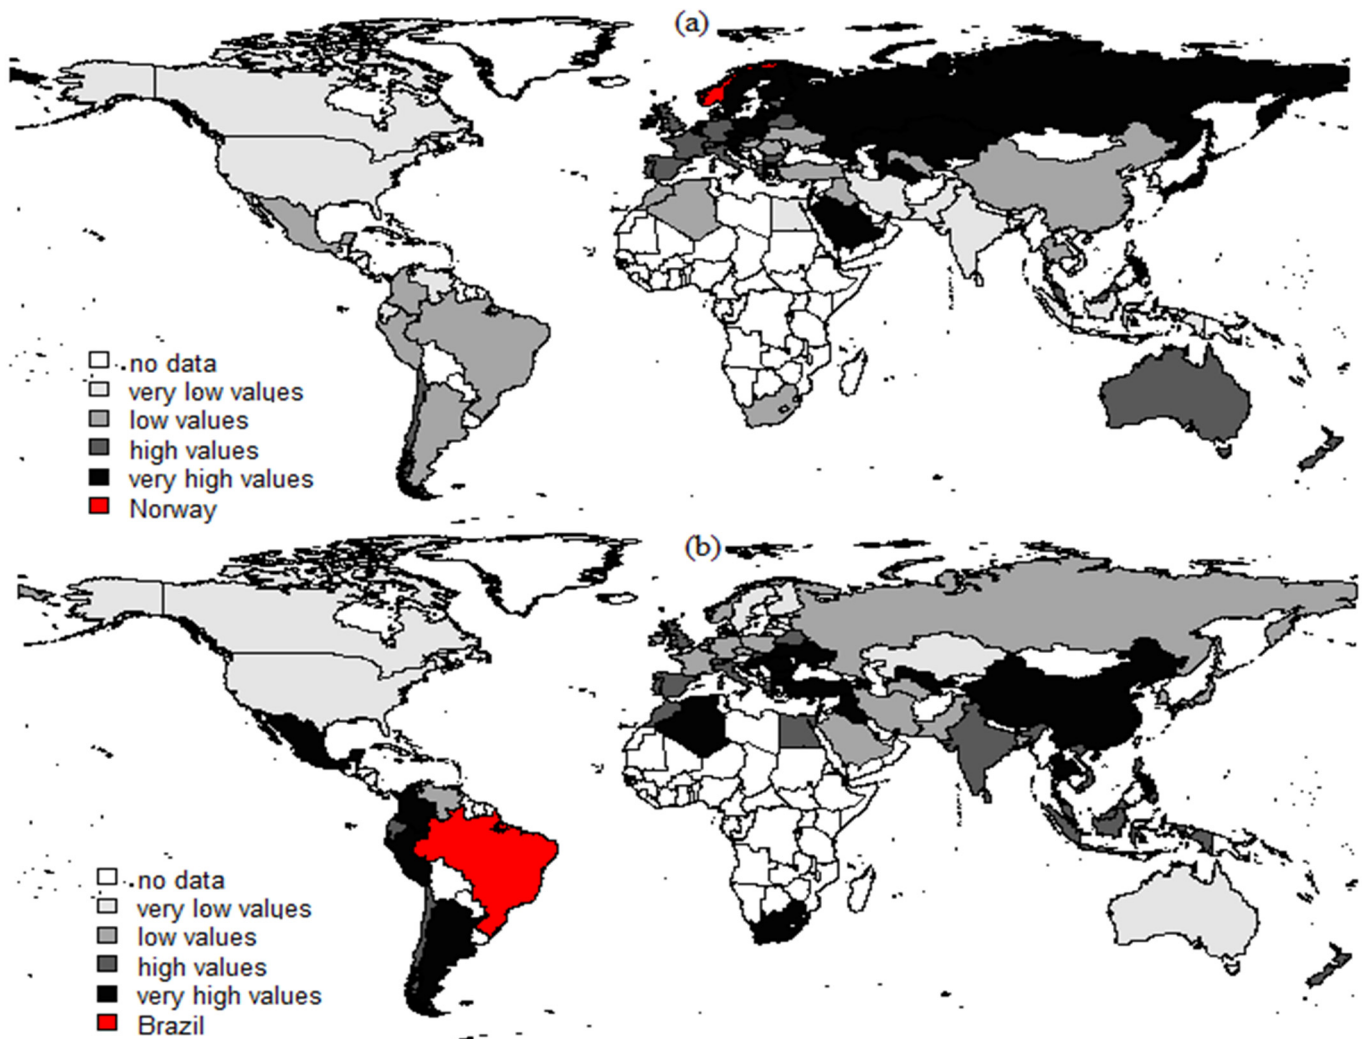 (a)
no data
very low values
low values
high values
very high values
Norway
(b)
no data
very low values
low values
high values
very high values
Brazil